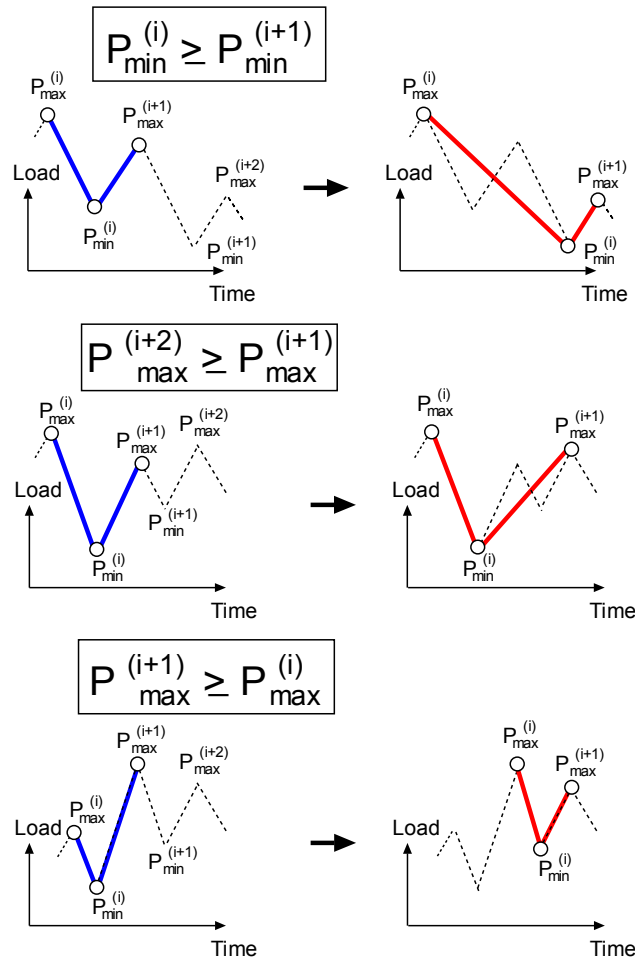 P_min^(i) ≥ P_min^(i+1)
P_max^(i)
P_max^(i+1)
P_max^(i+2)
Load
P_min^(i)
P_min^(i+1)
Time
P_max^(i)
Load
P_max^(i+1)
P_min^(i)
Time
P_max^(i+2) ≥ P_max^(i+1)
P_max^(i)
P_max^(i+1)
P_max^(i+2)
Load
P_min^(i+1)
P_min^(i)
Time
P_max^(i)
P_max^(i+1)
Load
P_min^(i)
Time
P_max^(i+1) ≥ P_max^(i)
P_max^(i+1)
P_max^(i+2)
P_max^(i)
Load
P_min^(i+1)
P_min^(i)
Time
P_max^(i)
P_max^(i+1)
Load
P_min^(i)
Time